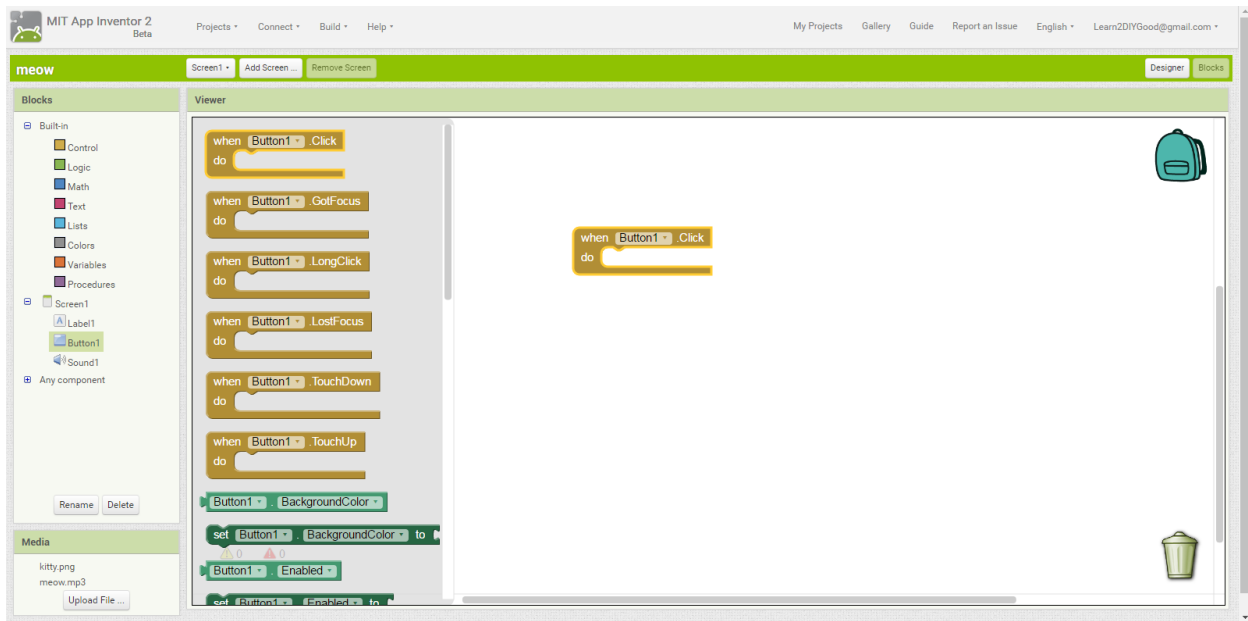 MIT App Inventor 2
Beta
Projects Connect Build Help My Projects Gallery Guide Report an Issue English Learn2DIYGood@gmail.com
meow Screen1 Add Screen ... Remove Screen Designer Blocks
Blocks
Built-in
Control
Logic
Math
Text
Lists
Colors
Variables
Procedures
Screen1
Label1
Button1
Sound1
Any component
Rename Delete
Media
kitty.png
meow.mp3
Upload File ...
Viewer
when Button1 .Click
do
when Button1 .GotFocus
do
when Button1 .LongClick
do
when Button1 .LostFocus
do
when Button1 .TouchDown
do
when Button1 .TouchUp
do
Button1 . BackgroundColor
set Button1 . BackgroundColor to
0 0
Button1 . Enabled
set Button1 . Enabled to
when Button1 .Click
do